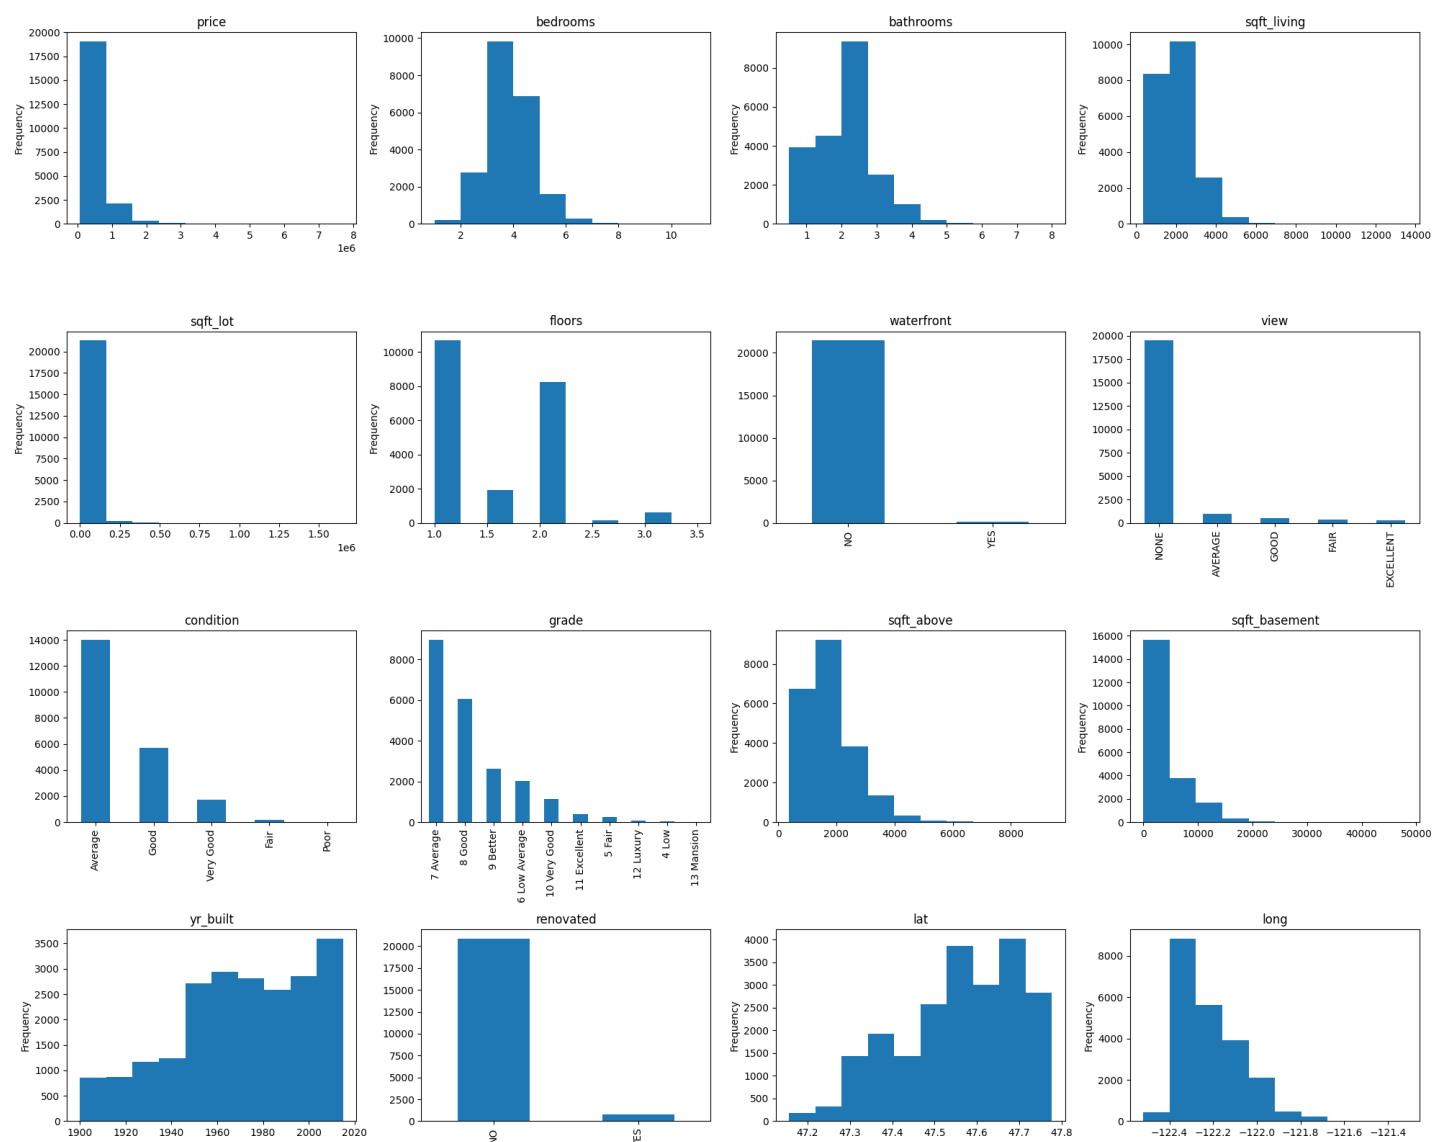 price
bedrooms
bathrooms
sqft_living
Frequency
20000
17500
15000
12500
10000
7500
5000
2500
0
0 1 2 3 4 5 6 7 8
1e6
Frequency
10000
8000
6000
4000
2000
0
2 4 6 8 10
Frequency
8000
6000
4000
2000
0
1 2 3 4 5 6 7 8
Frequency
10000
8000
6000
4000
2000
0
0 2000 4000 6000 8000 10000 12000 14000
sqft_lot
floors
waterfront
view
Frequency
20000
17500
15000
12500
10000
7500
5000
2500
0
0.00 0.25 0.50 0.75 1.00 1.25 1.50
1e6
Frequency
10000
8000
6000
4000
2000
0
1.0 1.5 2.0 2.5 3.0 3.5
20000
15000
10000
5000
0
NO
YES
20000
17500
15000
12500
10000
7500
5000
2500
0
NONE
AVERAGE
GOOD
FAIR
EXCELLENT
condition
grade
sqft_above
sqft_basement
14000
12000
10000
8000
6000
4000
2000
0
Average
Good
Very Good
Fair
Poor
8000
6000
4000
2000
0
7 Average
8 Good
9 Better
6 Low Average
10 Very Good
11 Excellent
5 Fair
12 Luxury
4 Low
13 Mansion
Frequency
8000
6000
4000
2000
0
0 2000 4000 6000 8000
Frequency
16000
14000
12000
10000
8000
6000
4000
2000
0
0 10000 20000 30000 40000 50000
yr_built
renovated
lat
long
Frequency
3500
3000
2500
2000
1500
1000
500
0
1900 1920 1940 1960 1980 2000 2020
20000
17500
15000
12500
10000
7500
5000
2500
0
NO
YES
Frequency
4000
3500
3000
2500
2000
1500
1000
500
0
47.2 47.3 47.4 47.5 47.6 47.7 47.8
Frequency
8000
6000
4000
2000
0
−122.4 −122.2 −122.0 −121.8 −121.6 −121.4